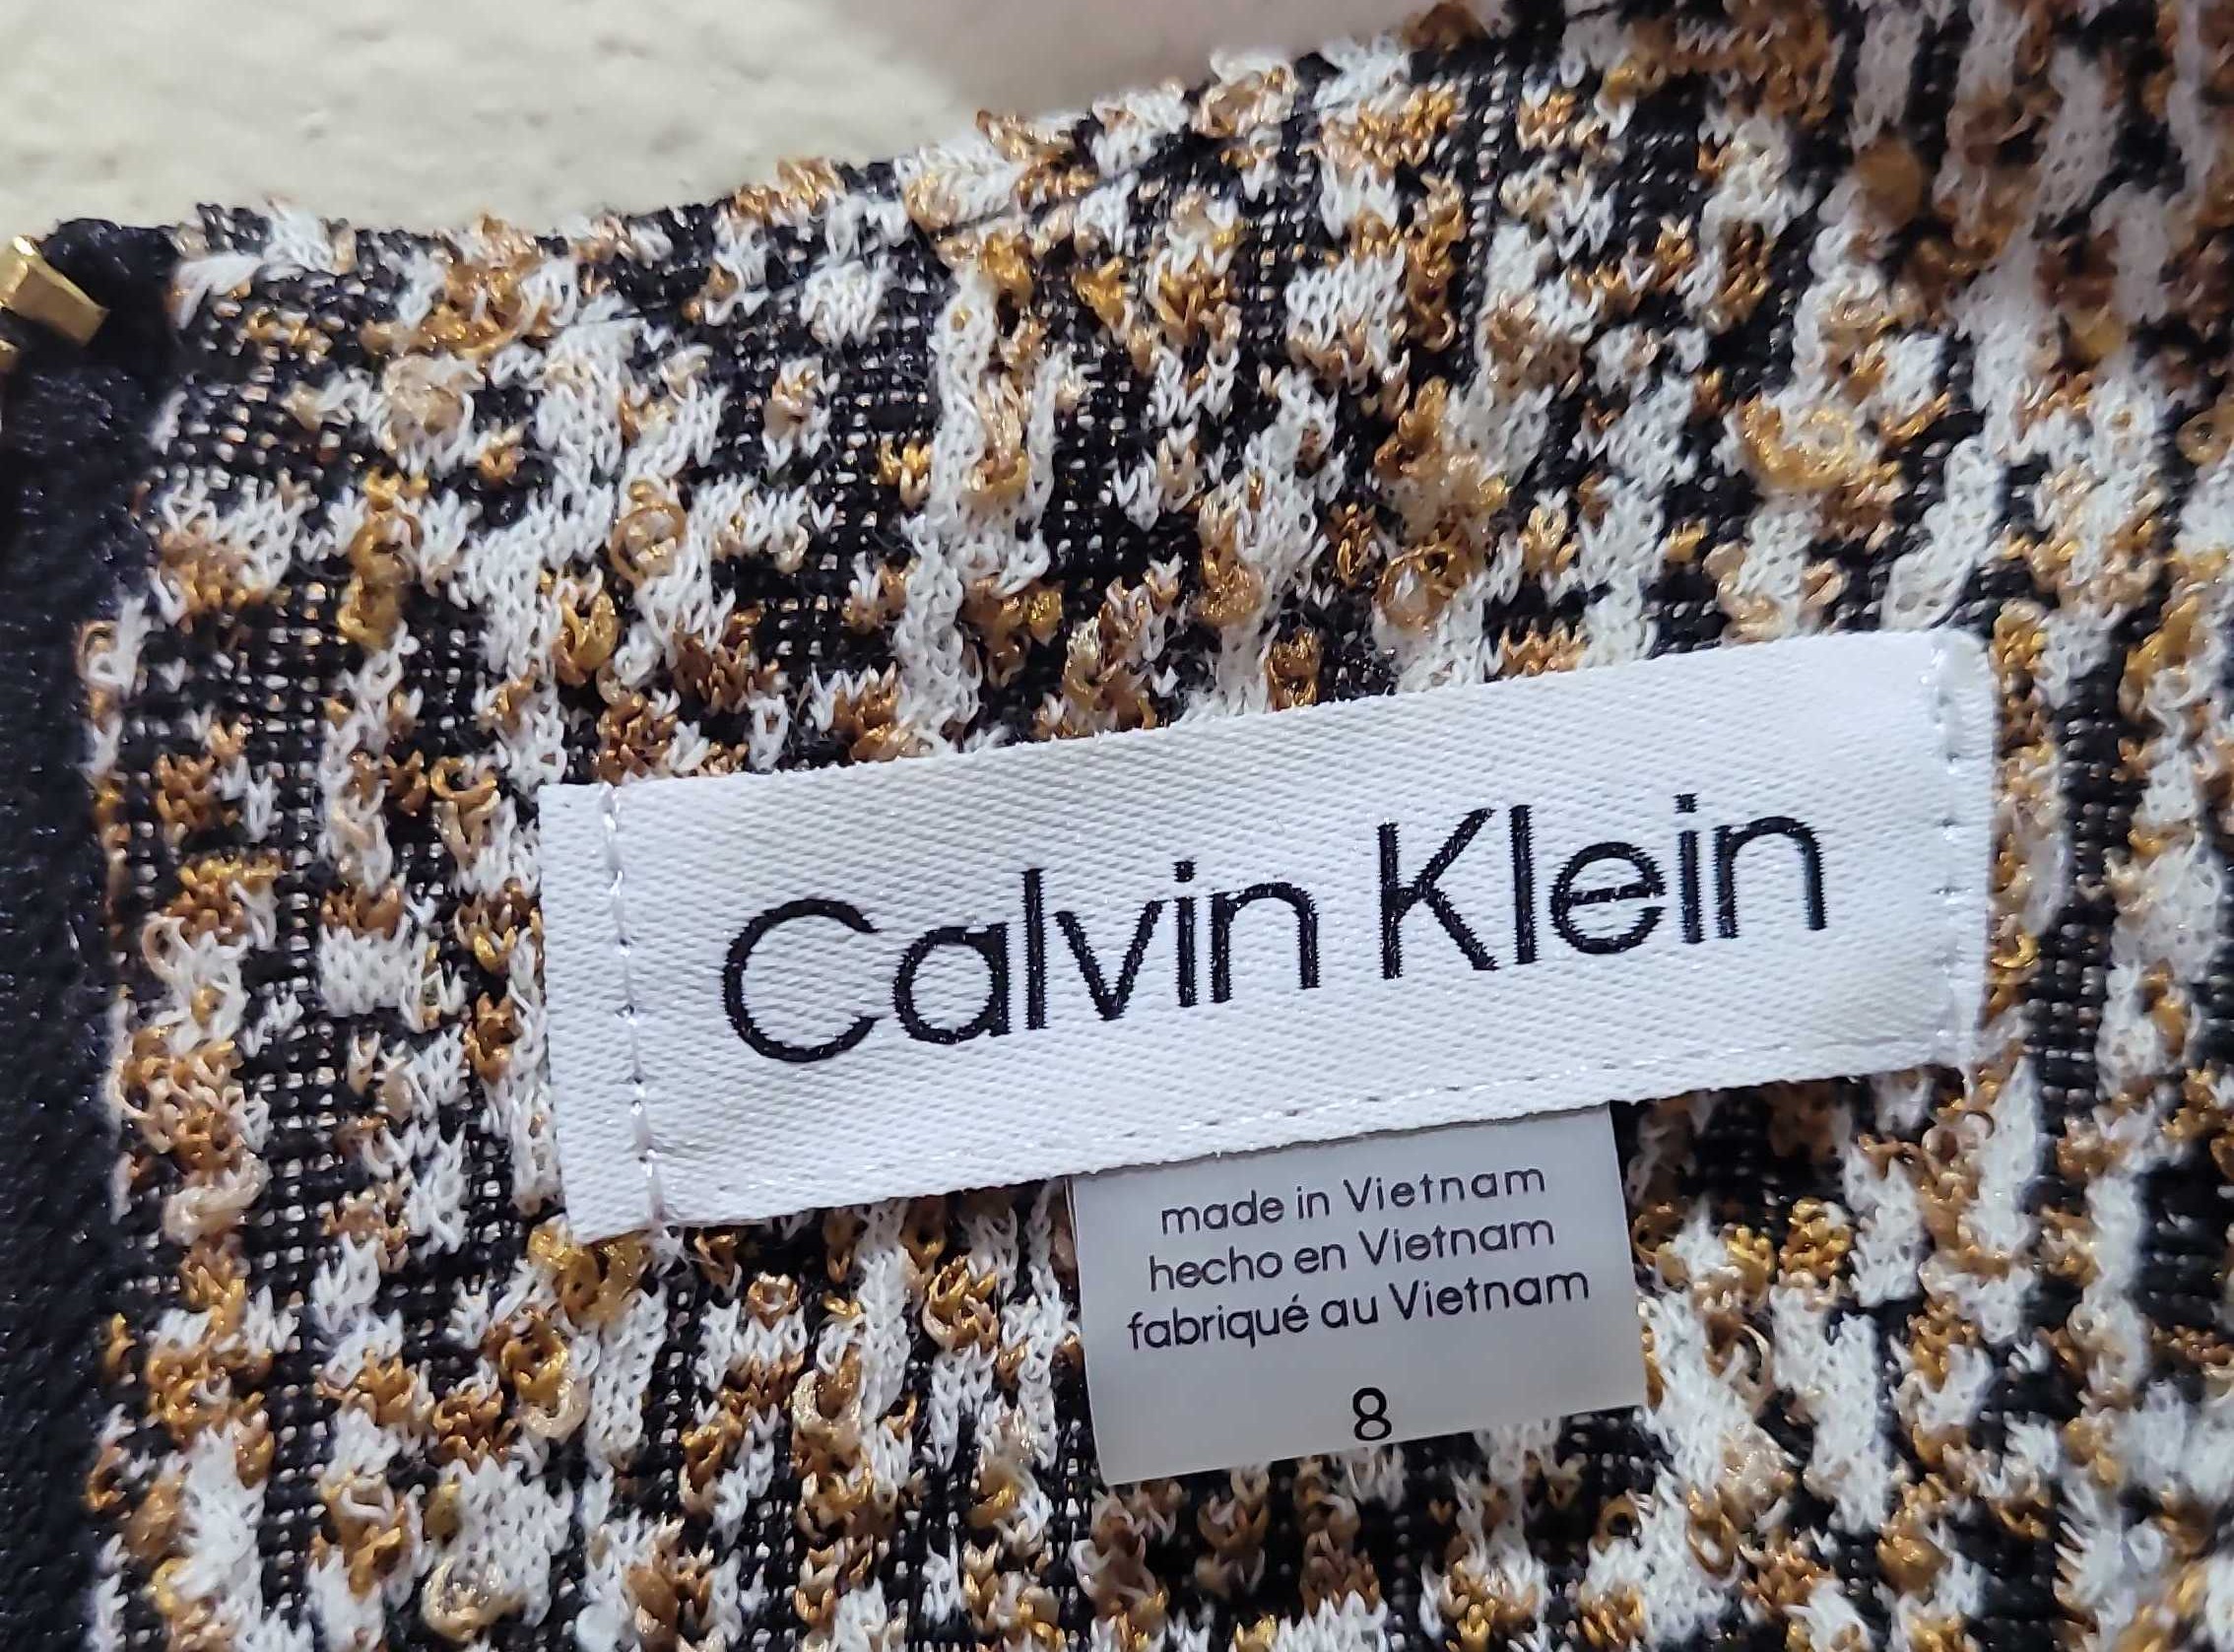 Calvin Klein
made in Vietnam
hecho en Vietnam
fabriqué au Vietnam
8